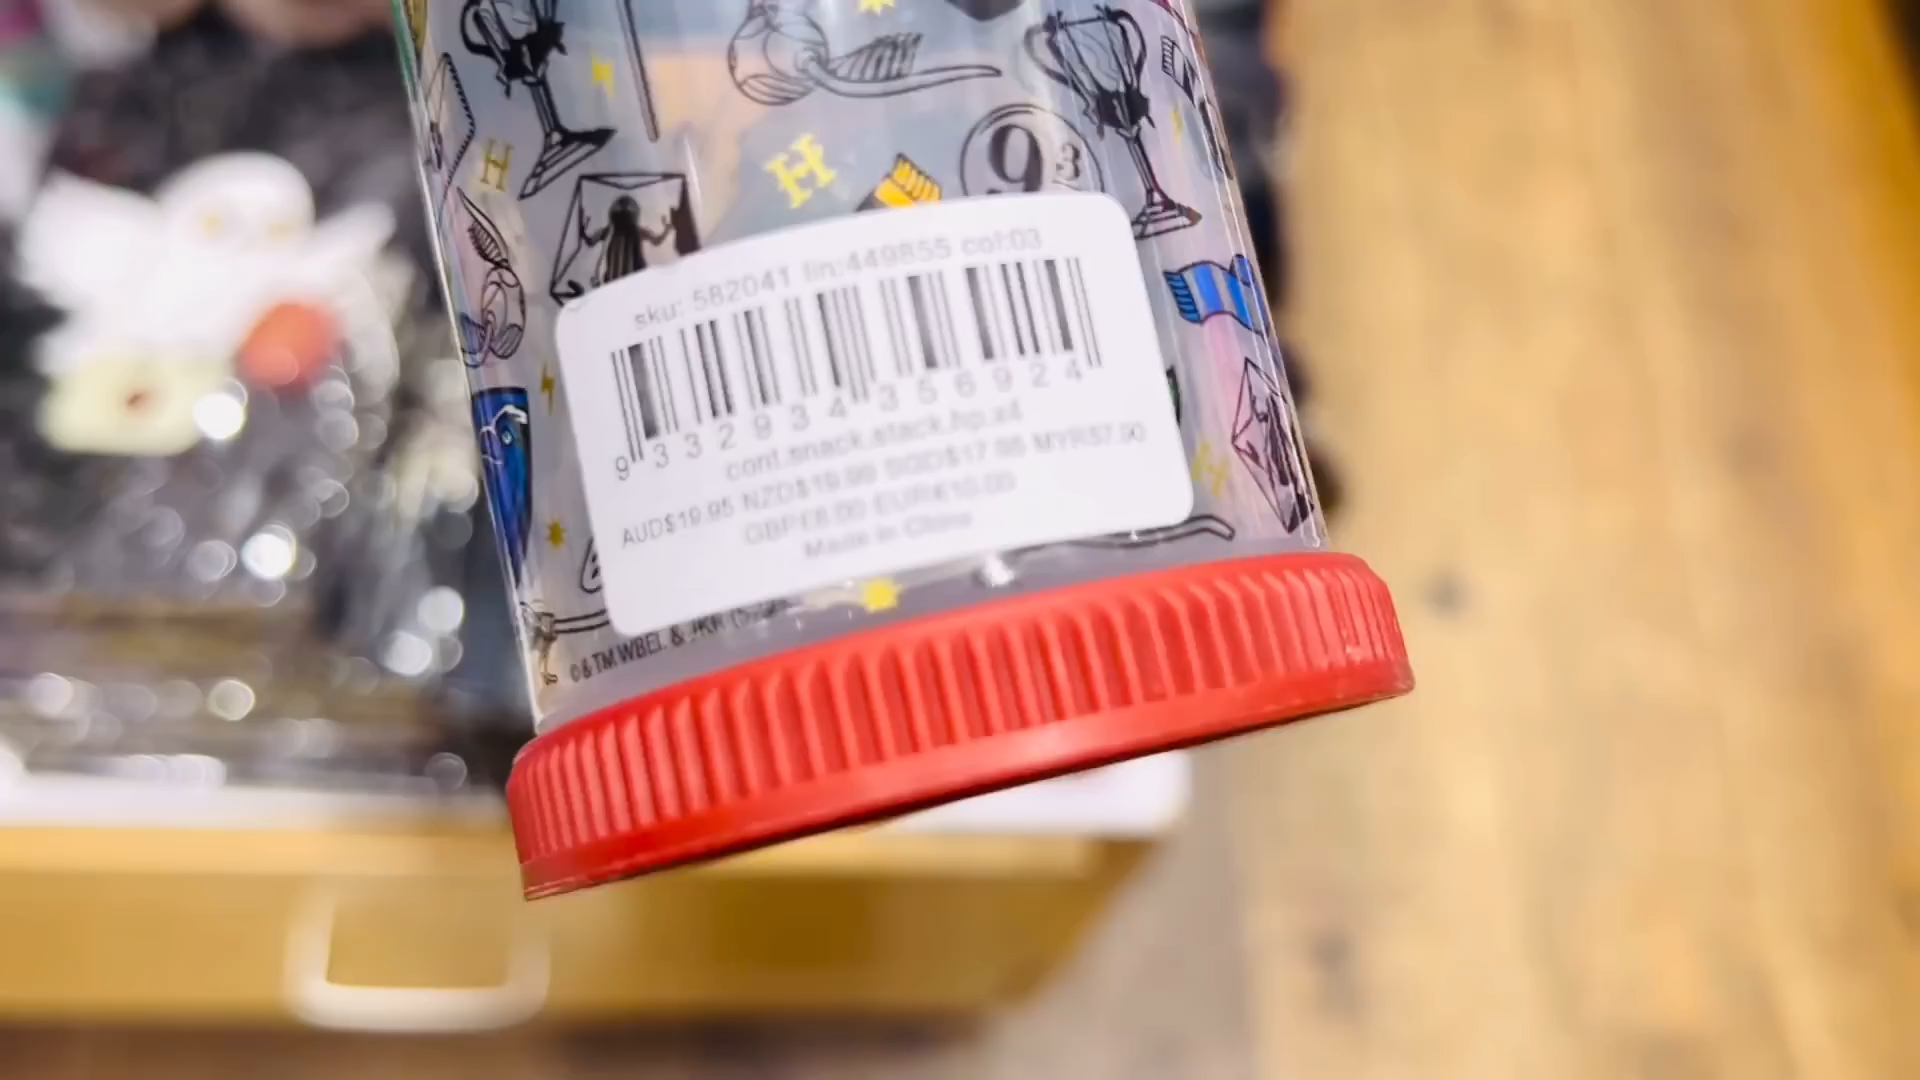 H
H
9 3
sku: 582041 lin:449855 col:03
9 332934 356924
cont.snack.stack.hp.x4
AUD$19.95 NZD$19.99 SGD$17.95 MYR57.90
GBP£8.00 EUR€10.00
Made in China
© & TM WBEI. & JKR